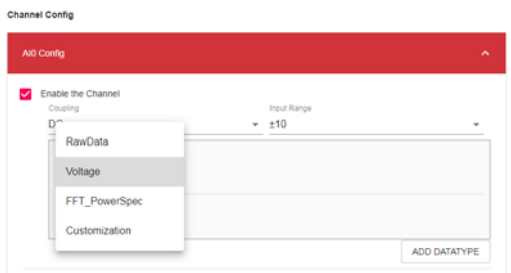 Channel Config
AI0 Config
Enable the Channel
Coupling
Input Range
±10
RawData
Voltage
FFT_PowerSpec
Customization
ADD DATATYPE